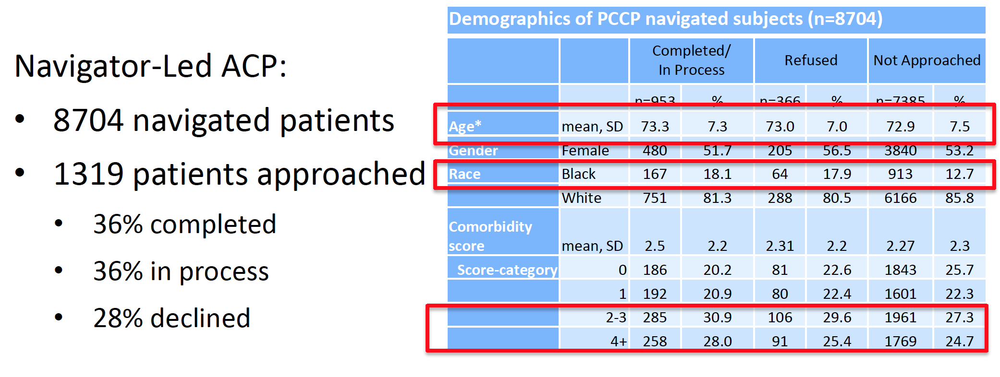 Navigator-Led ACP:
• 8704 navigated patients
• 1319 patients approached
• 36% completed
• 36% in process
• 28% declined
Demographics of PCCP navigated subjects (n=8704)
Completed/
In Process Refused Not Approached
n=953 % n=366 % n=7385 %
Age* mean, SD 73.3 7.3 73.0 7.0 72.9 7.5
Gender Female 480 51.7 205 56.5 3840 53.2
Race Black 167 18.1 64 17.9 913 12.7
White 751 81.3 288 80.5 6166 85.8
Comorbidity
score mean, SD 2.5 2.2 2.31 2.2 2.27 2.3
Score-category 0 186 20.2 81 22.6 1843 25.7
1 192 20.9 80 22.4 1601 22.3
2-3 285 30.9 106 29.6 1961 27.3
4+ 258 28.0 91 25.4 1769 24.7